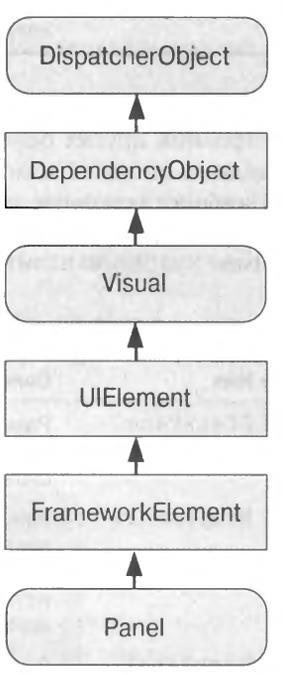 DispatcherObject
DependencyObject
Visual
UIElement
FrameworkElement
Panel